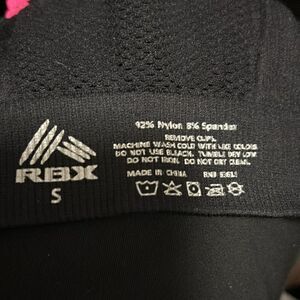 RBX
S
92% Nylon 8% Spandex
REMOVE CUPS.
MACHINE WASH COLD WITH LIKE COLORS.
DO NOT USE BLEACH. TUMBLE DRY LOW
DO NOT IRON. DO NOT DRY CLEAN.
MADE IN CHINA RN#